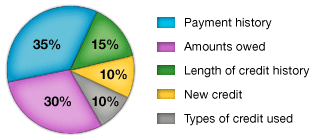 35%
15%
10%
10%
30%
Payment history
Amounts owed
Length of credit history
New credit
Types of credit used